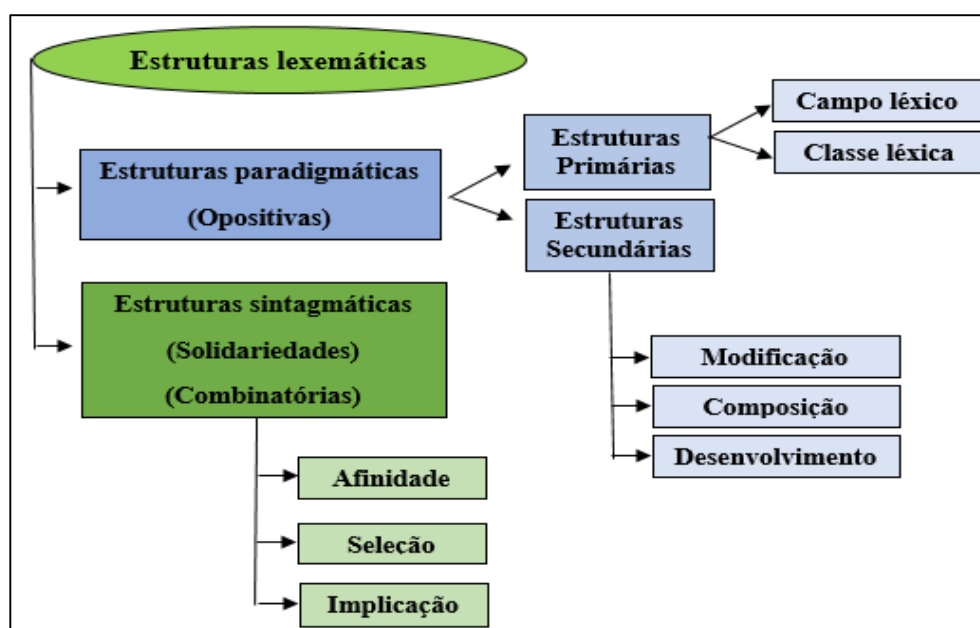 Estruturas lexemáticas
Estruturas paradigmáticas
(Opositivas)
Estruturas
Primárias
Campo léxico
Classe léxica
Estruturas
Secundárias
Modificação
Composição
Desenvolvimento
Estruturas sintagmáticas
(Solidariedades)
(Combinatórias)
Afinidade
Seleção
Implicação